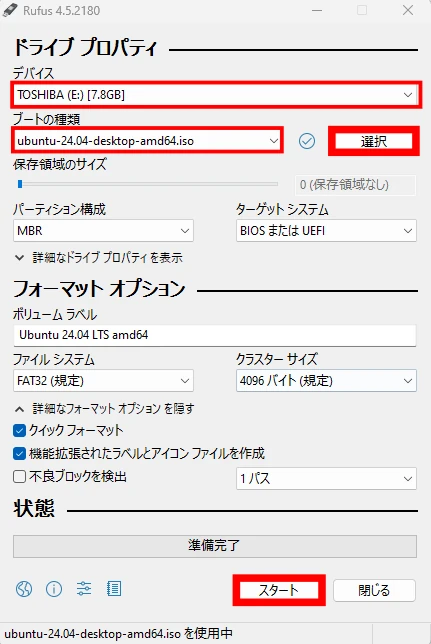 Rufus 4.5.2180
ドライブ プロパティ
デバイス
TOSHIBA (E:) [7.8GB]
ブートの種類
ubuntu-24.04-desktop-amd64.iso
選択
保存領域のサイズ
0 (保存領域なし)
パーティション構成
ターゲット システム
MBR
BIOS または UEFI
詳細なドライブ プロパティを表示
フォーマット オプション
ボリューム ラベル
Ubuntu 24.04 LTS amd64
ファイル システム
クラスター サイズ
FAT32 (規定)
4096 バイト (規定)
詳細なフォーマット オプション を隠す
クイック フォーマット
機能拡張されたラベルとアイコン ファイルを作成
不良ブロックを検出
1 パス
状態
準備完了
スタート
閉じる
ubuntu-24.04-desktop-amd64.iso を使用中